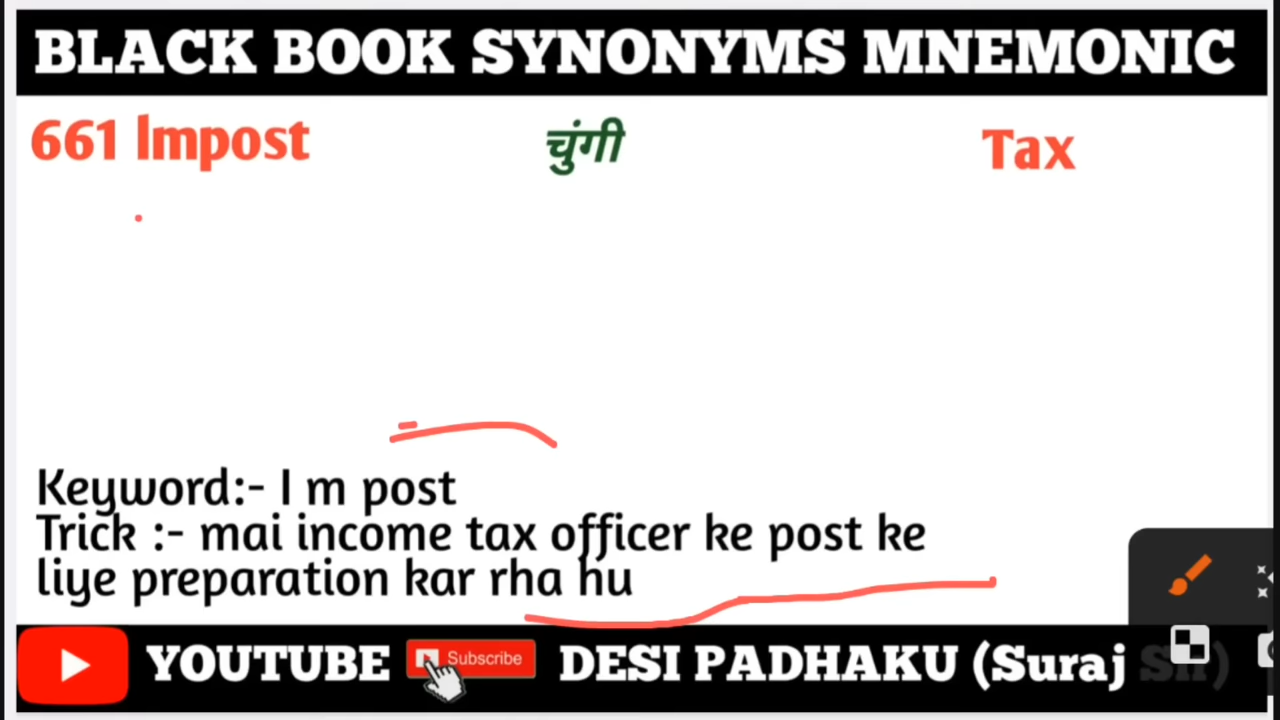 BLACK BOOK SYNONYMS MNEMONIC
661 Impost चुंगी Tax
Keyword:- I m post
Trick :- mai income tax officer ke post ke
liye preparation kar rha hu
YOUTUBE Subscribe DESI PADHAKU (Suraj